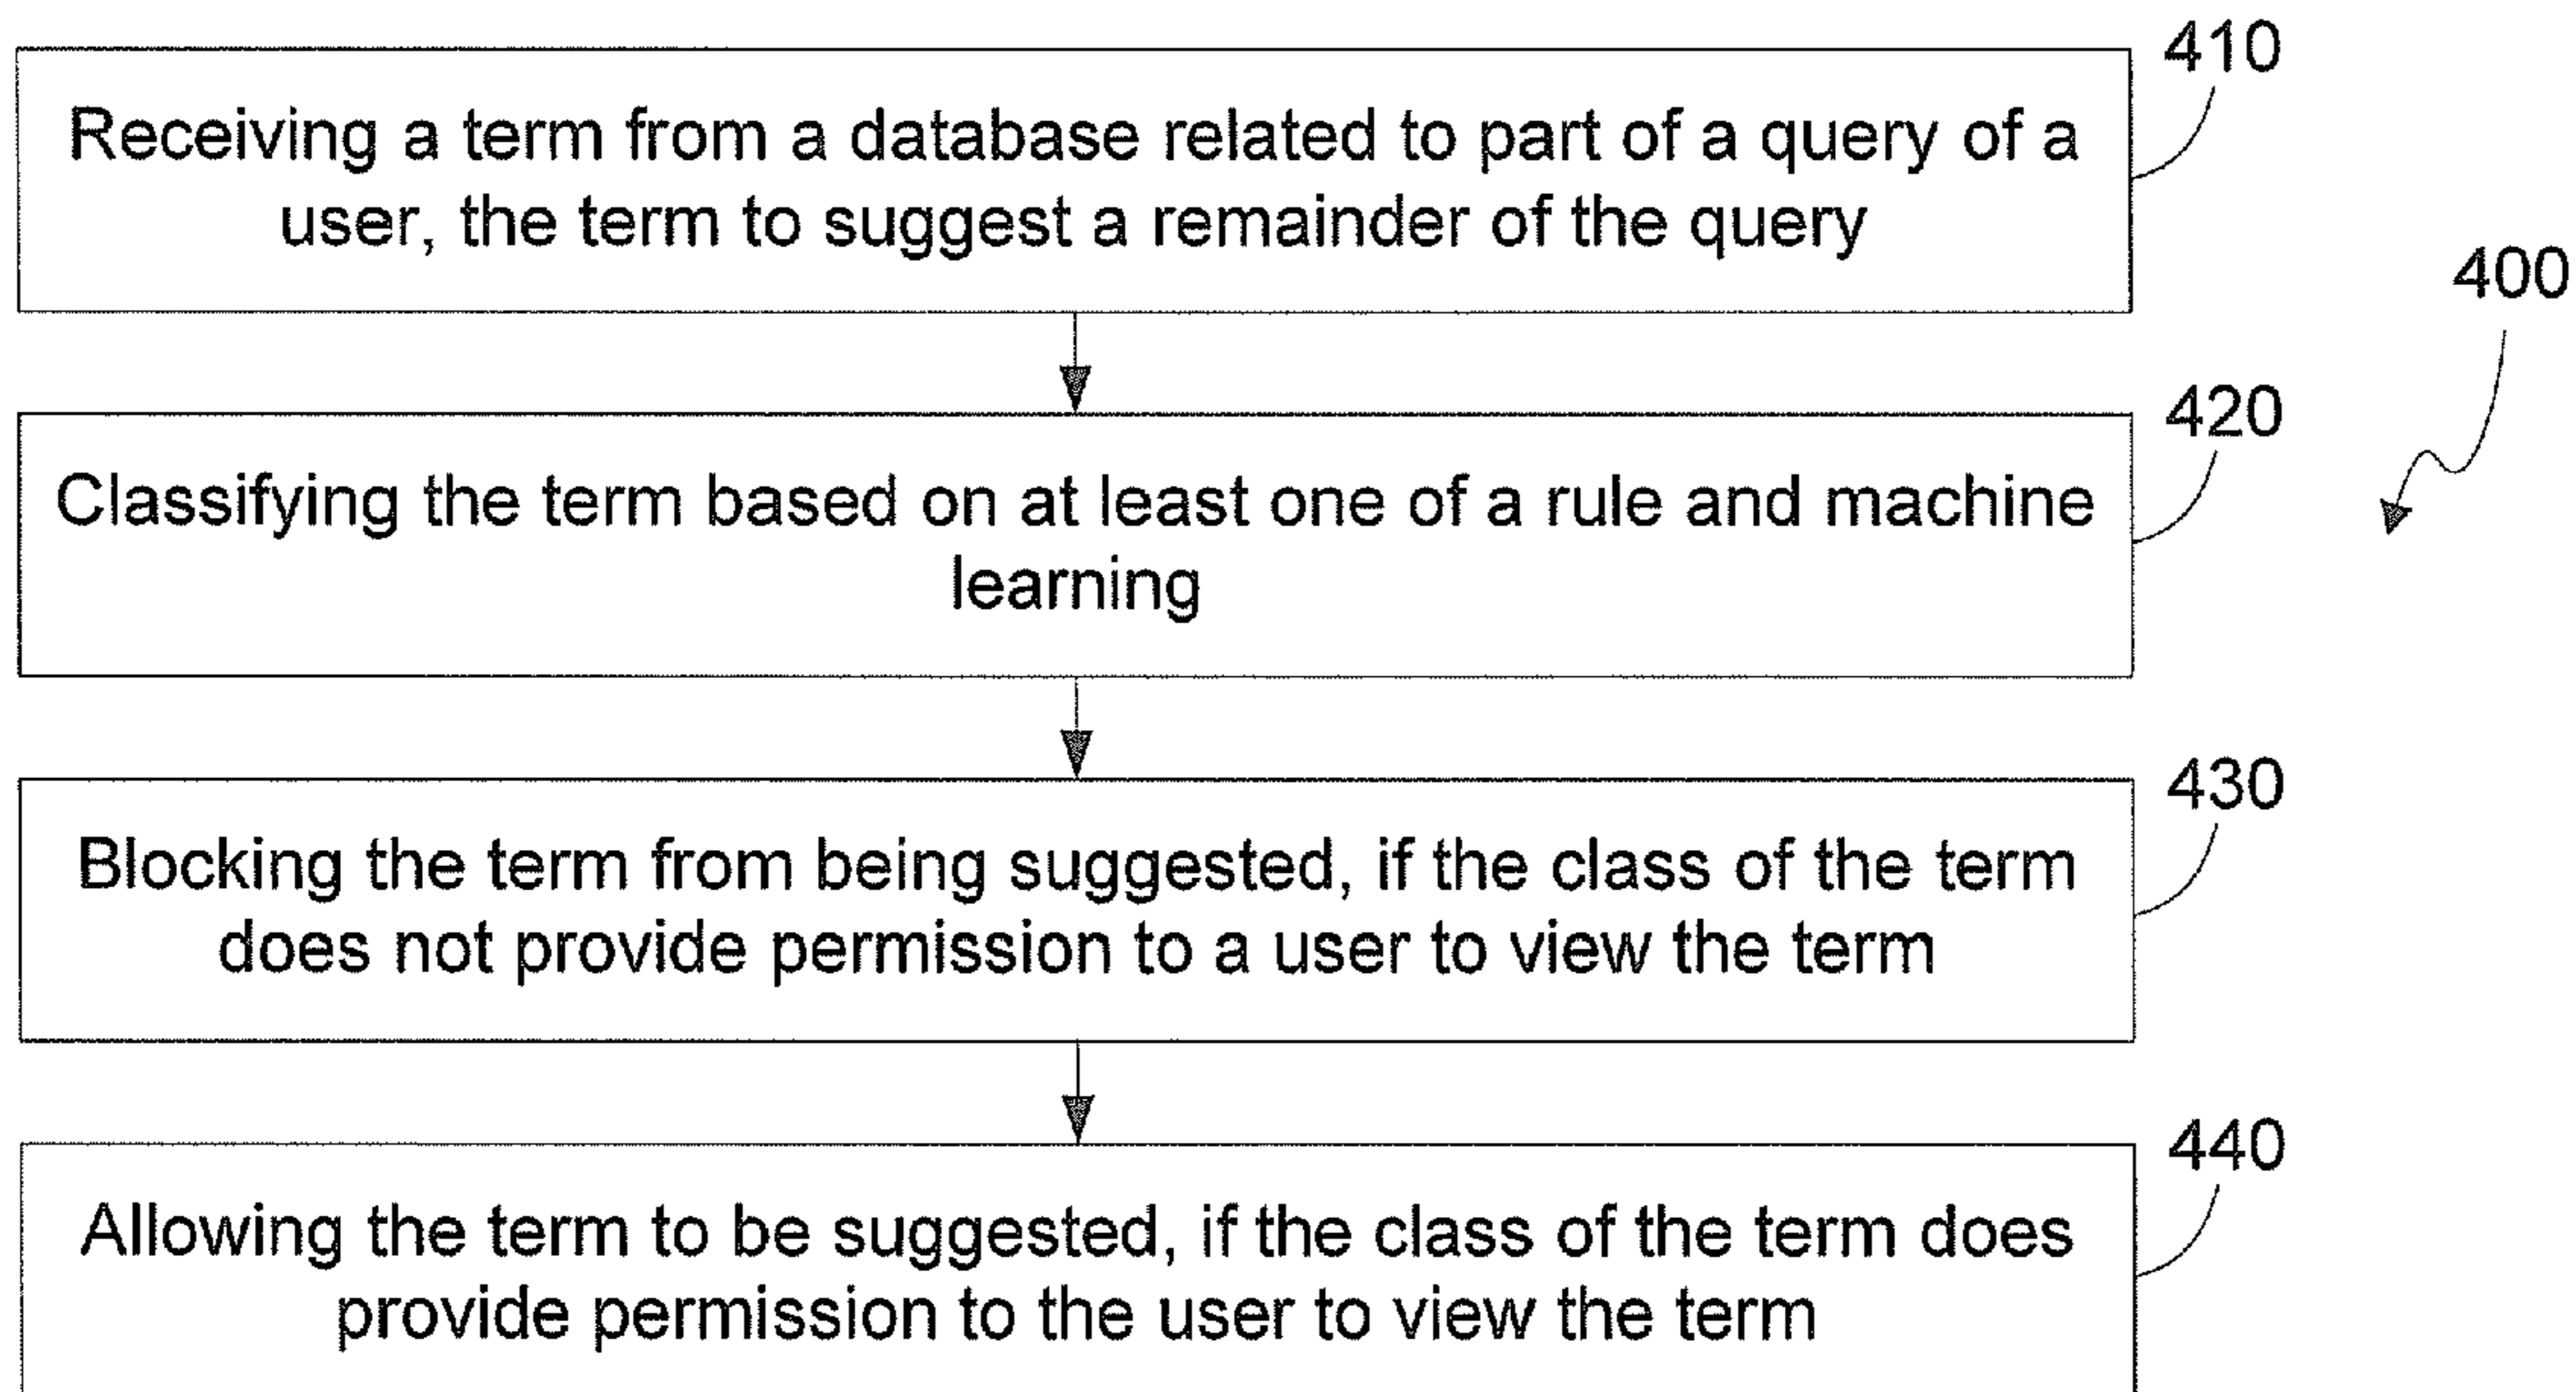 410
Receiving a term from a database related to part of a query of a
user, the term to suggest a remainder of the query
400
420
Classifying the term based on at least one of a rule and machine
learning
430
Blocking the term from being suggested, if the class of the term
does not provide permission to a user to view the term
440
Allowing the term to be suggested, if the class of the term does
provide permission to the user to view the term